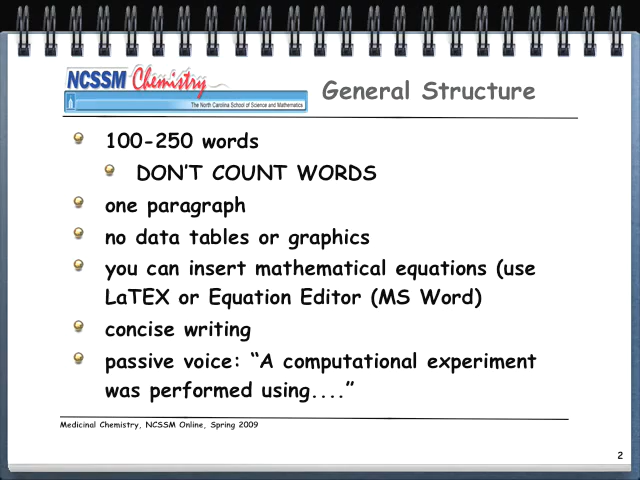 NCSSM Chemistry
The North Carolina School of Science and Mathematics
General Structure
100-250 words
DON'T COUNT WORDS
one paragraph
no data tables or graphics
you can insert mathematical equations (use
LaTEX or Equation Editor (MS Word)
concise writing
passive voice: “A computational experiment
was performed using....”
Medicinal Chemistry, NCSSM Online, Spring 2009
2